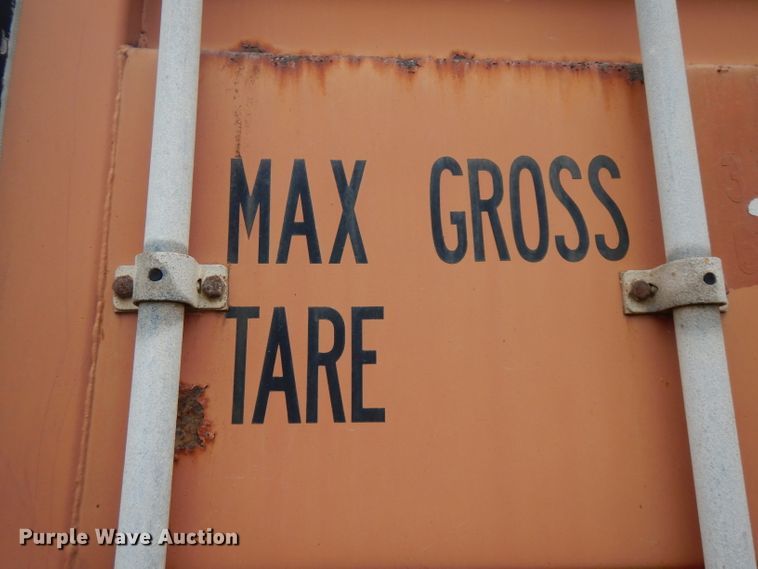 MAX GROSS
TARE
Purple Wave Auction